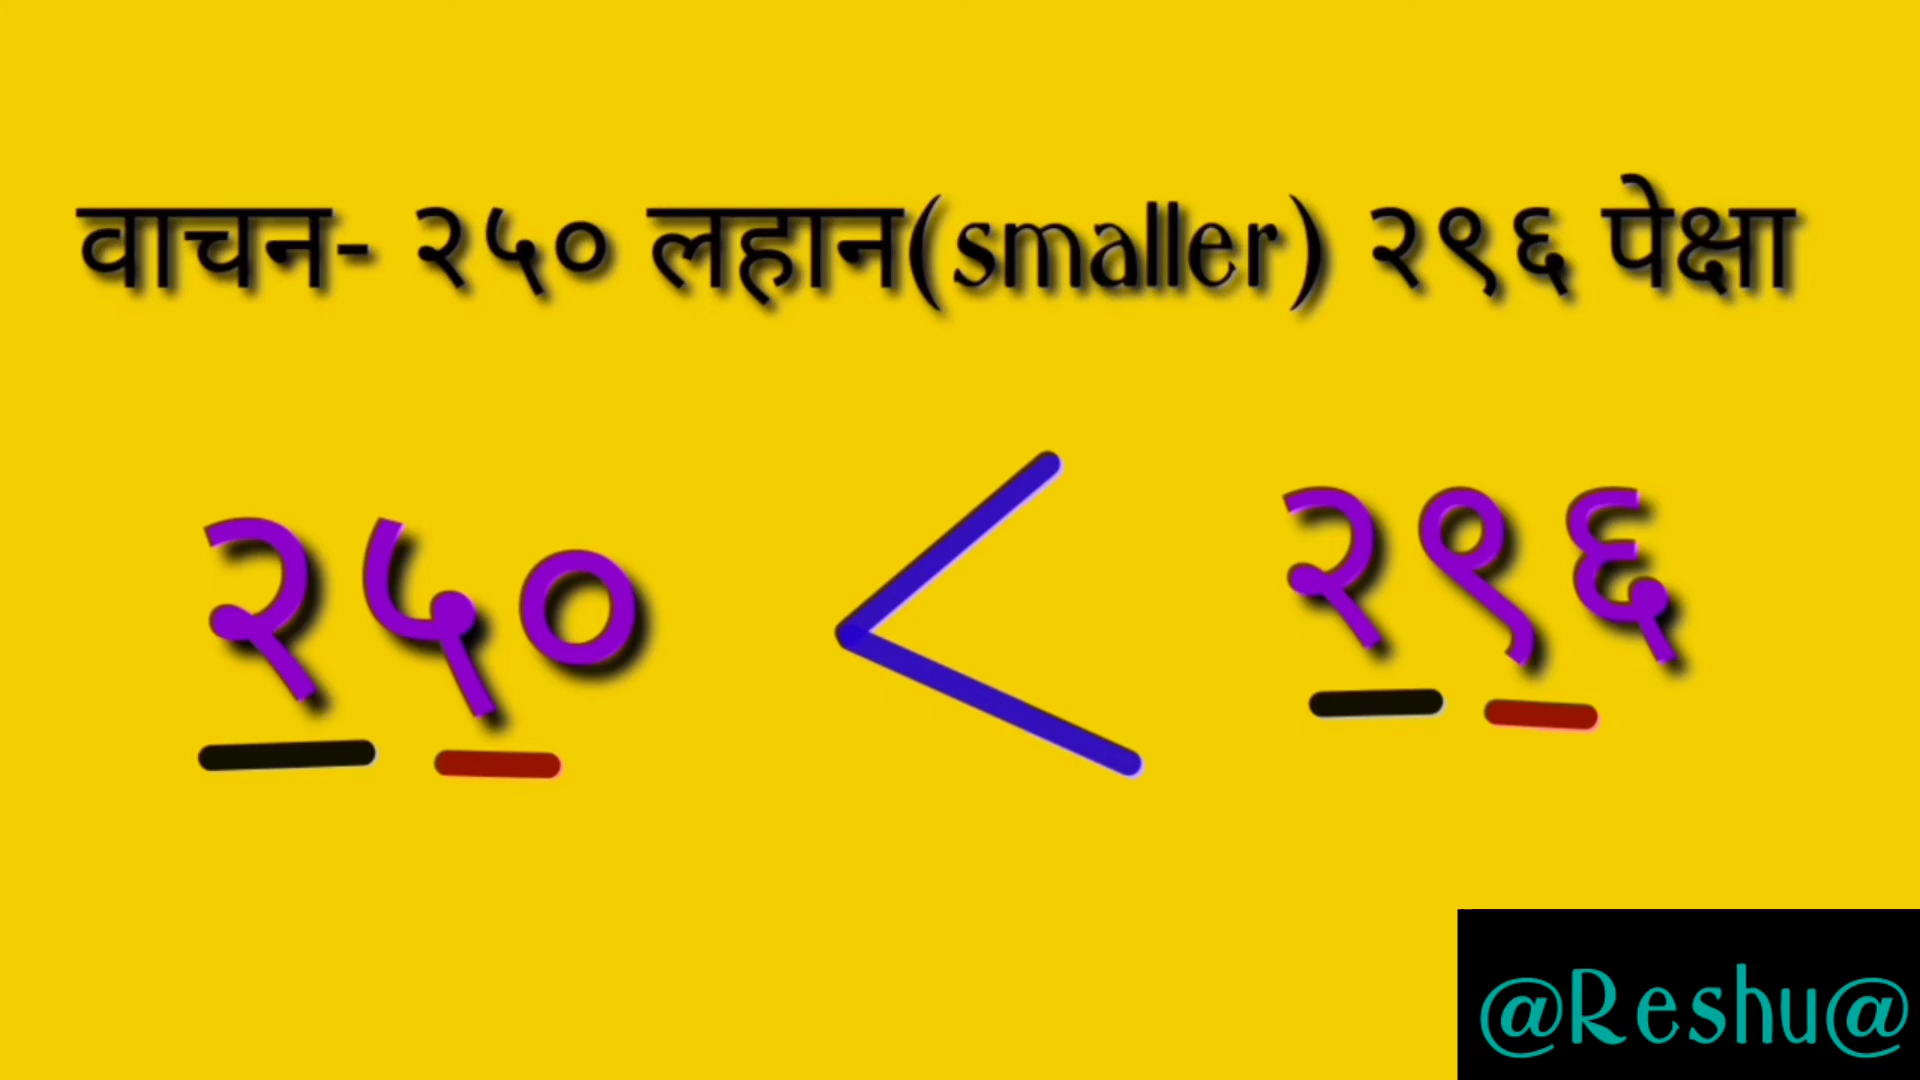 वाचन- २५० लहान(smaller) २९६ पेक्षा
२५० < २९६
@Reshu@